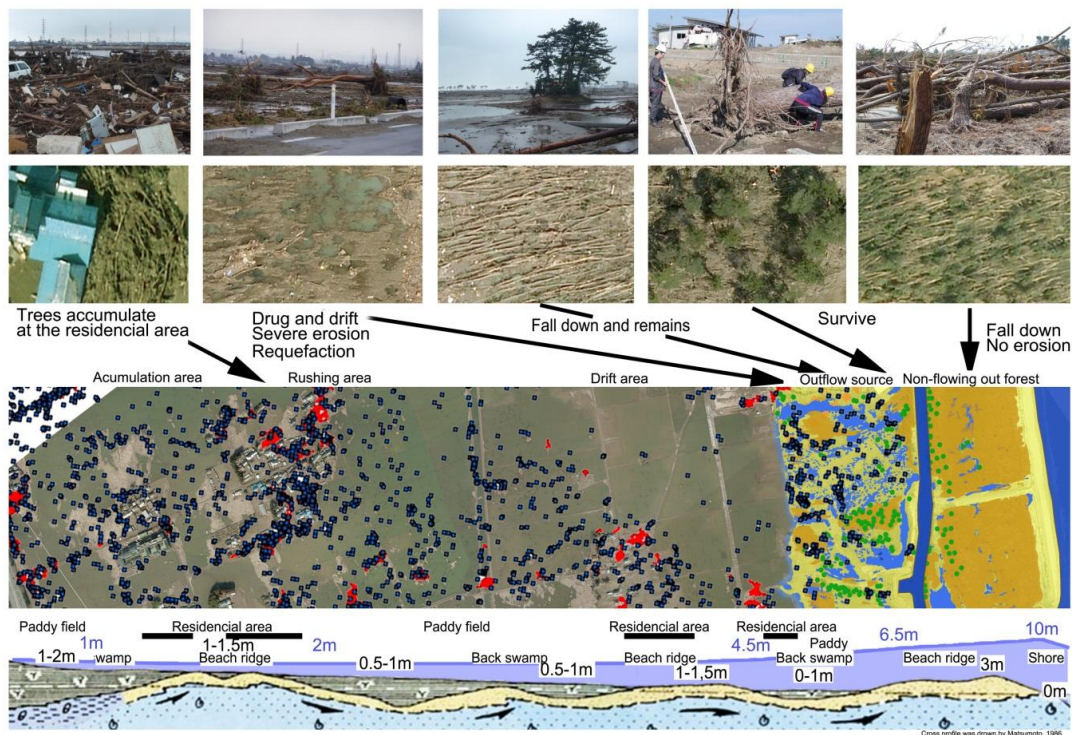 Trees accumulate
at the residencial area
Drug and drift
Severe erosion
Requefaction
Fall down and remains
Survive
Fall down
No erosion
Acumulation area
Rushing area
Drift area
Outflow source
Non-flowing out forest
Paddy field
Residencial area
Paddy field
Residencial area
Residencial area
1m
2m
4.5m
6.5m
10m
1-1.5m
Paddy
1-2m
wamp
Beach ridge
0.5-1m
Back swamp
0.5-1m
Beach ridge
1-1,5m
Back swamp
0-1m
Beach ridge
3m
Shore
0m
Cross profile was drown by Matsumoto, 1986